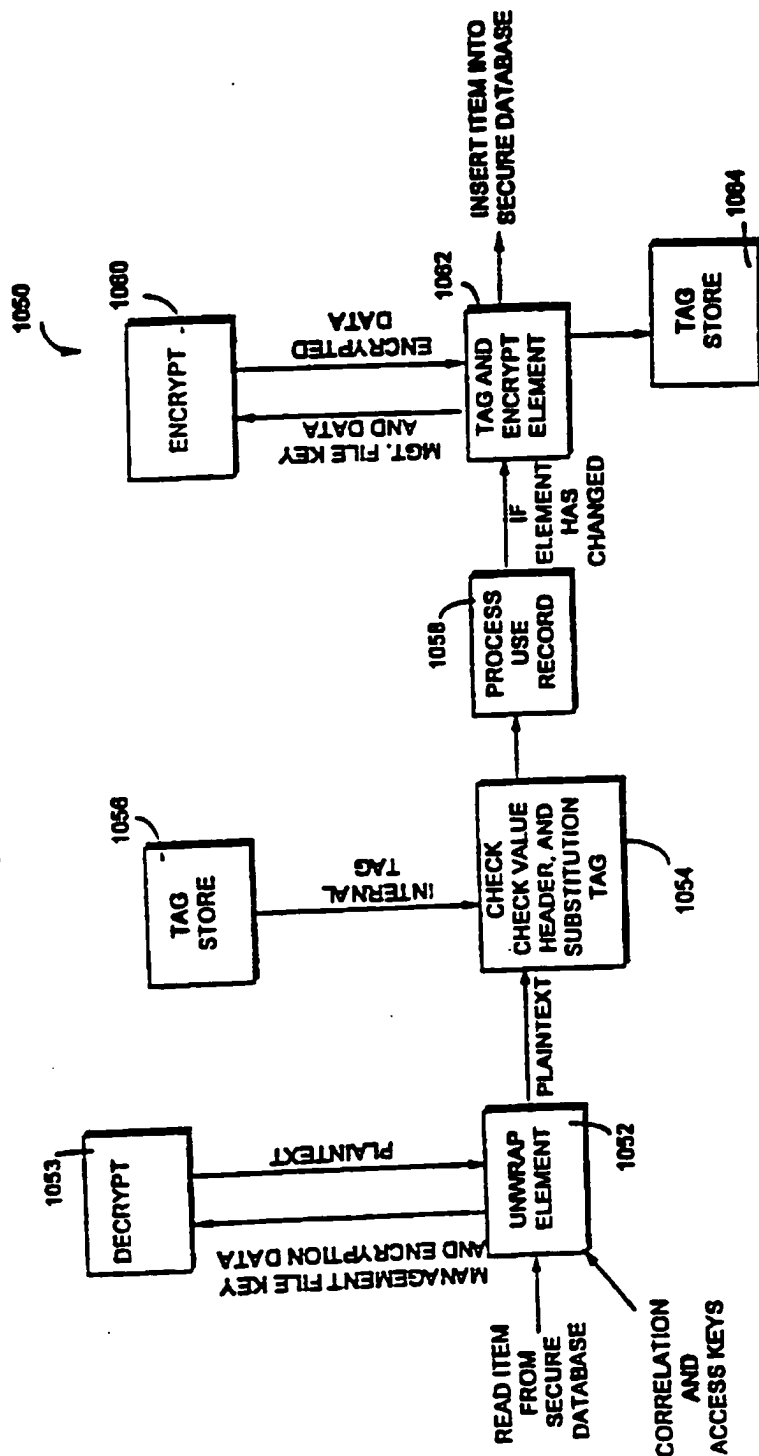 1050
1053
DECRYPT
MANAGEMENT FILE KEY
AND ENCRYPTION DATA
PLAINTEXT
READ ITEM
FROM
SECURE
DATABASE
CORRELATION
AND
ACCESS KEYS
UNWRAP
ELEMENT
1052
PLAINTEXT
1056
TAG
STORE
INTERNAL
TAG
CHECK
CHECK VALUE
HEADER, AND
SUBSTITUTION
TAG
1054
1058
PROCESS
USE
RECORD
IF
ELEMENT
HAS
CHANGED
1060
ENCRYPT
MGT. FILE KEY
AND DATA
ENCRYPTED
DATA
1062
TAG AND
ENCRYPT
ELEMENT
INSERT ITEM INTO
SECURE DATABASE
TAG
STORE
1064